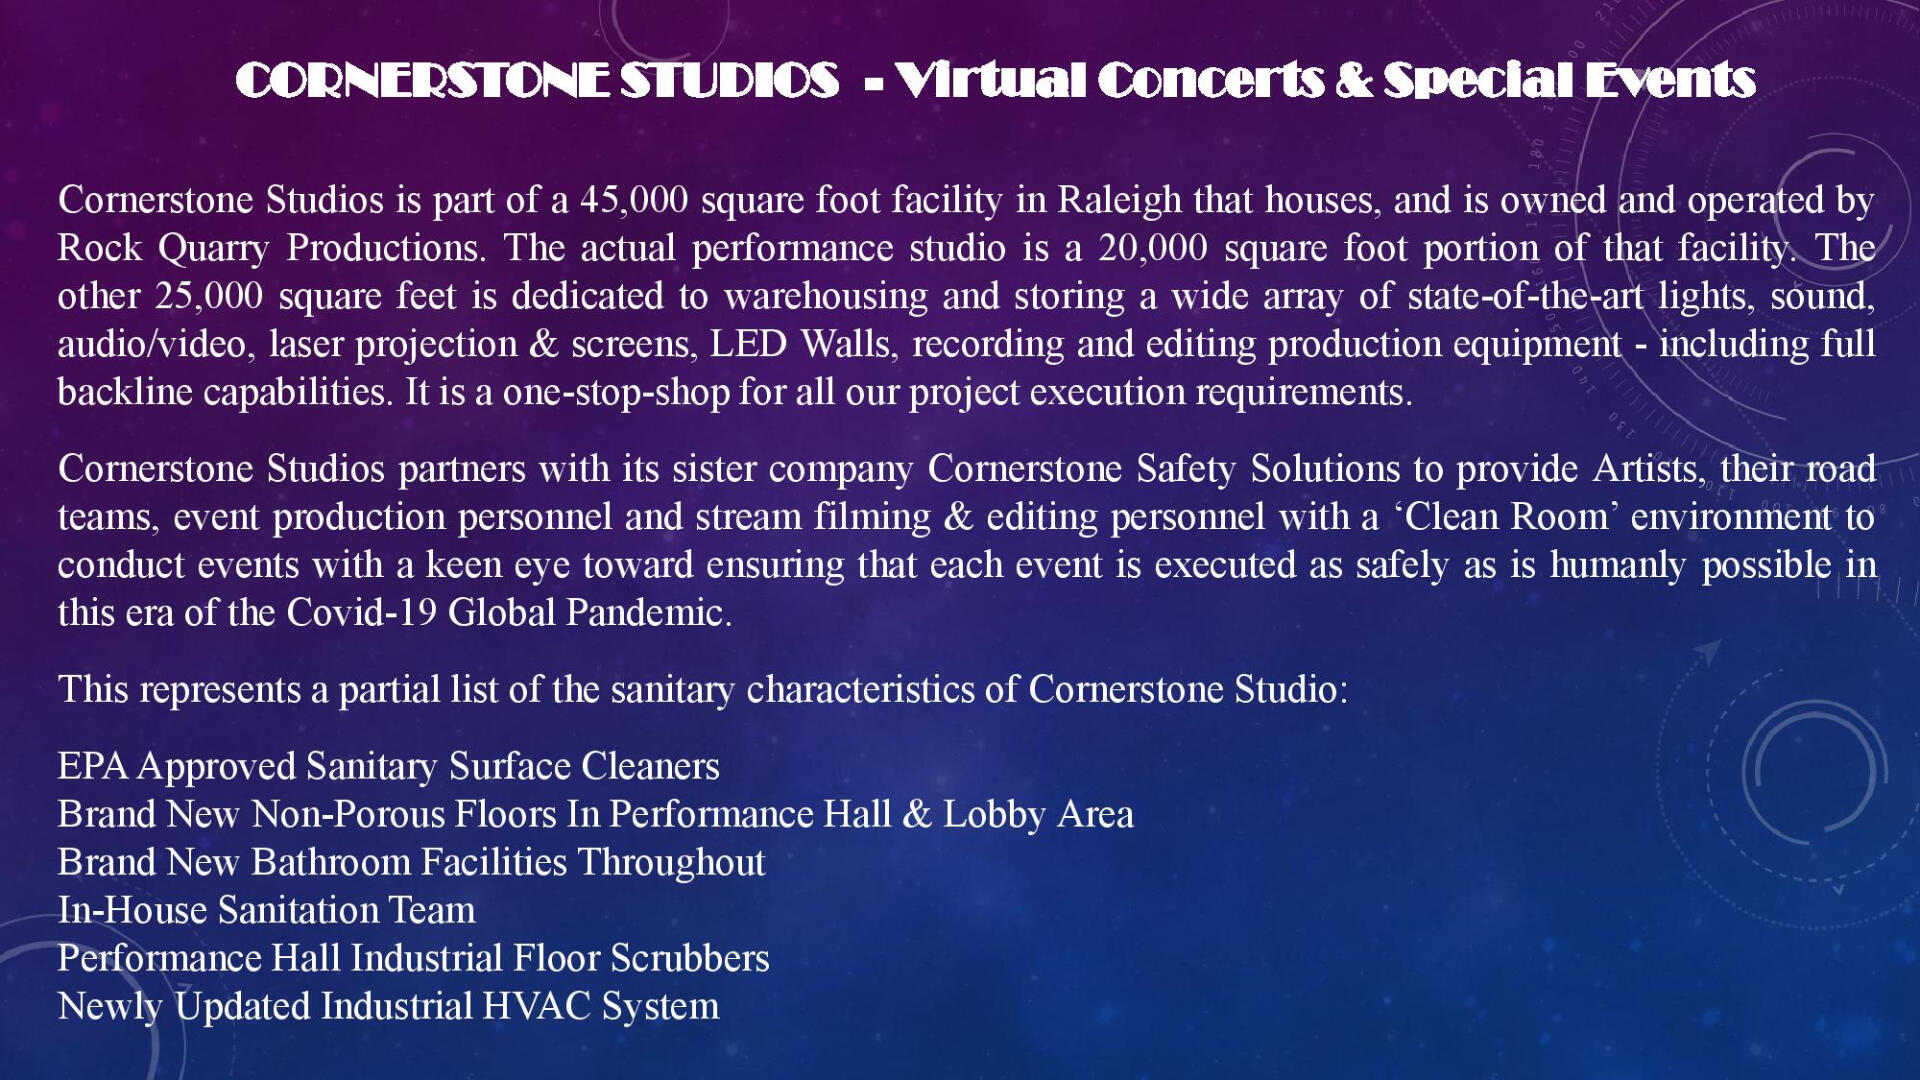 CORNERSTONE STUDIOS - Virtual Concerts & Special Events
Cornerstone Studios is part of a 45,000 square foot facility in Raleigh that houses, and is owned and operated by
Rock Quarry Productions. The actual performance studio is a 20,000 square foot portion of that facility. The
other 25,000 square feet is dedicated to warehousing and storing a wide array of state-of-the-art lights, sound,
audio/video, laser projection & screens, LED Walls, recording and editing production equipment - including full
backline capabilities. It is a one-stop-shop for all our project execution requirements.
Cornerstone Studios partners with its sister company Cornerstone Safety Solutions to provide Artists, their road
teams, event production personnel and stream filming & editing personnel with a ‘Clean Room’ environment to
conduct events with a keen eye toward ensuring that each event is executed as safely as is humanly possible in
this era of the Covid-19 Global Pandemic.
This represents a partial list of the sanitary characteristics of Cornerstone Studio:
EPA Approved Sanitary Surface Cleaners
Brand New Non-Porous Floors In Performance Hall & Lobby Area
Brand New Bathroom Facilities Throughout
In-House Sanitation Team
Performance Hall Industrial Floor Scrubbers
Newly Updated Industrial HVAC System